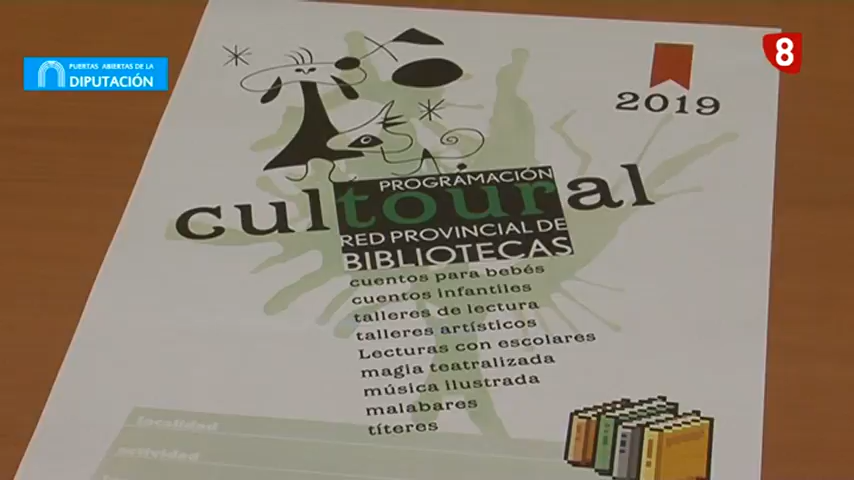 PUERTAS ABIERTAS DE LA
DIPUTACIÓN
8
2019
PROGRAMACIÓN
culToural
RED PROVINCIAL DE
BIBLIOTECAS
cuentos para bebés
cuentos infantiles
talleres de lectura
talleres artísticos
Lecturas con escolares
magia teatralizada
música ilustrada
malabares
títeres
localidad
actividad